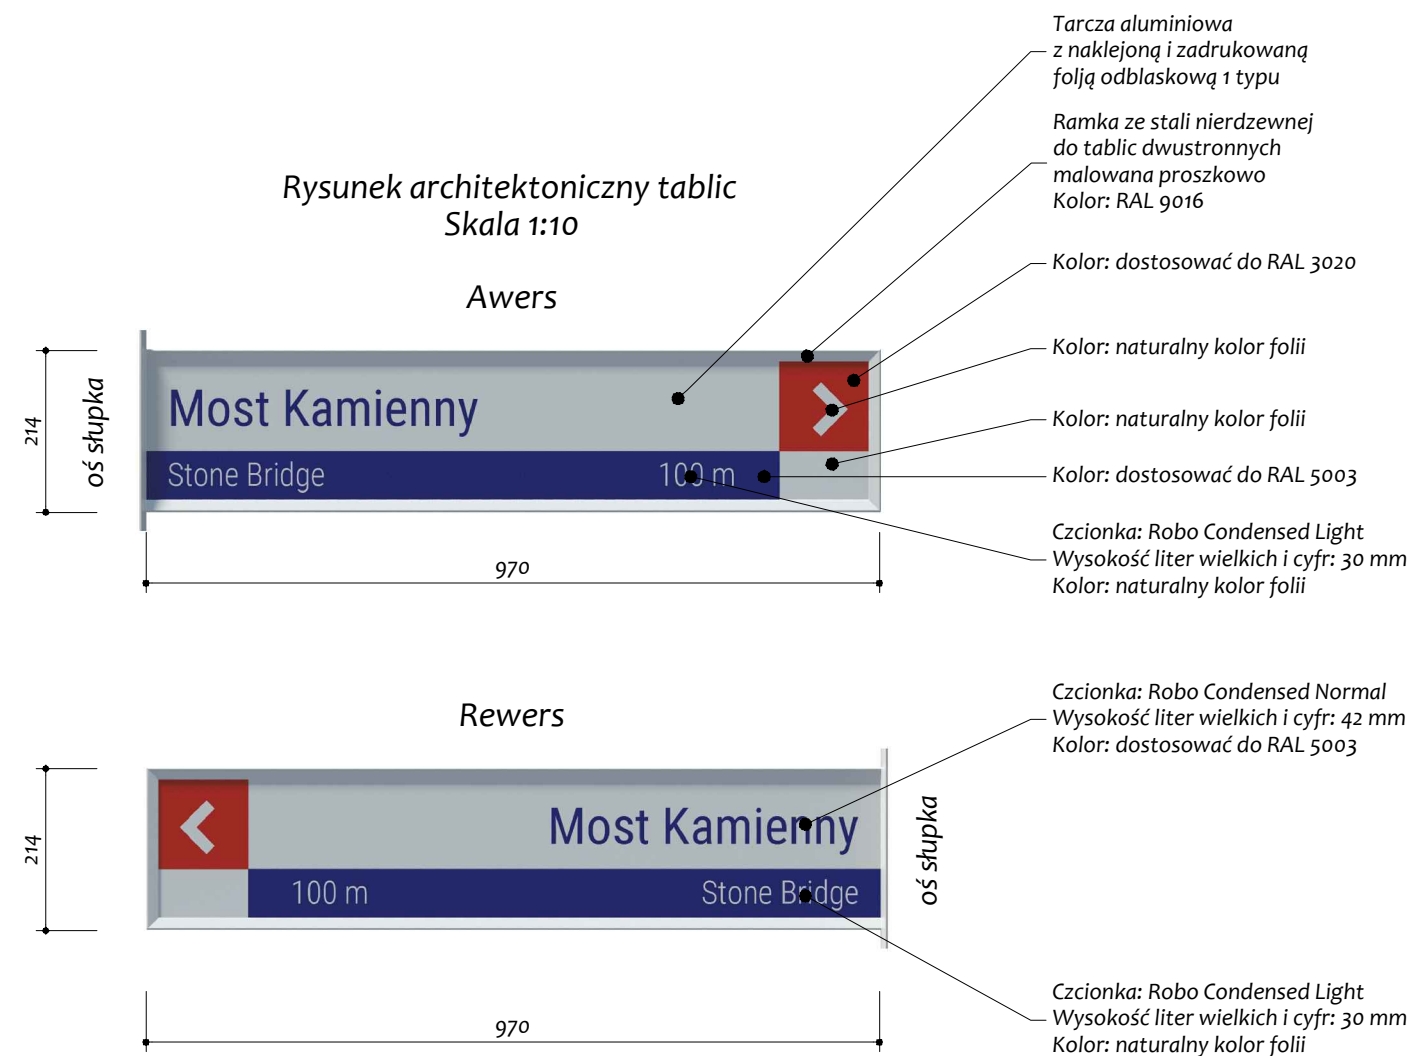 Tarcza aluminiowa
z naklejoną i zadrukowaną
folją odblaskową 1 typu
Ramka ze stali nierdzewnej
do tablic dwustronnych
malowana proszkowo
Kolor: RAL 9016
Rysunek architektoniczny tablic
Skala 1:10
Kolor: dostosować do RAL 3020
Awers
Kolor: naturalny kolor folii
214
oś słupka
Most Kamienny
Kolor: naturalny kolor folii
Stone Bridge 100 m
Kolor: dostosować do RAL 5003
Czcionka: Robo Condensed Light
Wysokość liter wielkich i cyfr: 30 mm
Kolor: naturalny kolor folii
970
Rewers
Czcionka: Robo Condensed Normal
Wysokość liter wielkich i cyfr: 42 mm
Kolor: dostosować do RAL 5003
214
Most Kamienny
100 m Stone Bridge
oś słupka
970
Czcionka: Robo Condensed Light
Wysokość liter wielkich i cyfr: 30 mm
Kolor: naturalny kolor folii